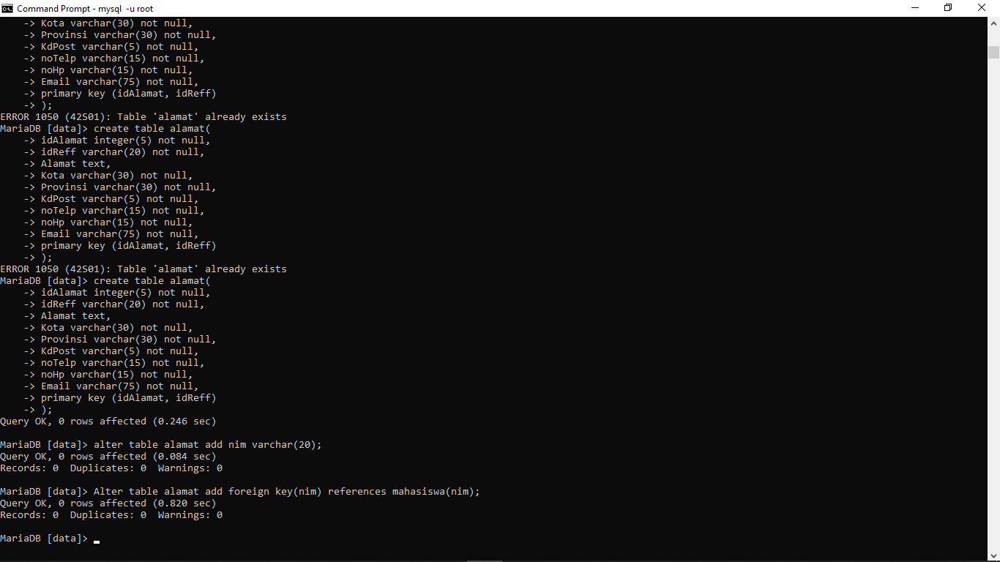 Command Prompt - mysql -u root
    -> Kota varchar(30) not null,
    -> Provinsi varchar(30) not null,
    -> KdPost varchar(5) not null,
    -> noTelp varchar(15) not null,
    -> noHp varchar(15) not null,
    -> Email varchar(75) not null,
    -> primary key (idAlamat, idReff)
    -> );
ERROR 1050 (42S01): Table 'alamat' already exists
MariaDB [data]> create table alamat(
    -> idAlamat integer(5) not null,
    -> idReff varchar(20) not null,
    -> Alamat text,
    -> Kota varchar(30) not null,
    -> Provinsi varchar(30) not null,
    -> KdPost varchar(5) not null,
    -> noTelp varchar(15) not null,
    -> noHp varchar(15) not null,
    -> Email varchar(75) not null,
    -> primary key (idAlamat, idReff)
    -> );
ERROR 1050 (42S01): Table 'alamat' already exists
MariaDB [data]> create table alamat(
    -> idAlamat integer(5) not null,
    -> idReff varchar(20) not null,
    -> Alamat text,
    -> Kota varchar(30) not null,
    -> Provinsi varchar(30) not null,
    -> KdPost varchar(5) not null,
    -> noTelp varchar(15) not null,
    -> noHp varchar(15) not null,
    -> Email varchar(75) not null,
    -> primary key (idAlamat, idReff)
    -> );
Query OK, 0 rows affected (0.246 sec)

MariaDB [data]> alter table alamat add nim varchar(20);
Query OK, 0 rows affected (0.084 sec)
Records: 0  Duplicates: 0  Warnings: 0

MariaDB [data]> Alter table alamat add foreign key(nim) references mahasiswa(nim);
Query OK, 0 rows affected (0.820 sec)
Records: 0  Duplicates: 0  Warnings: 0

MariaDB [data]>